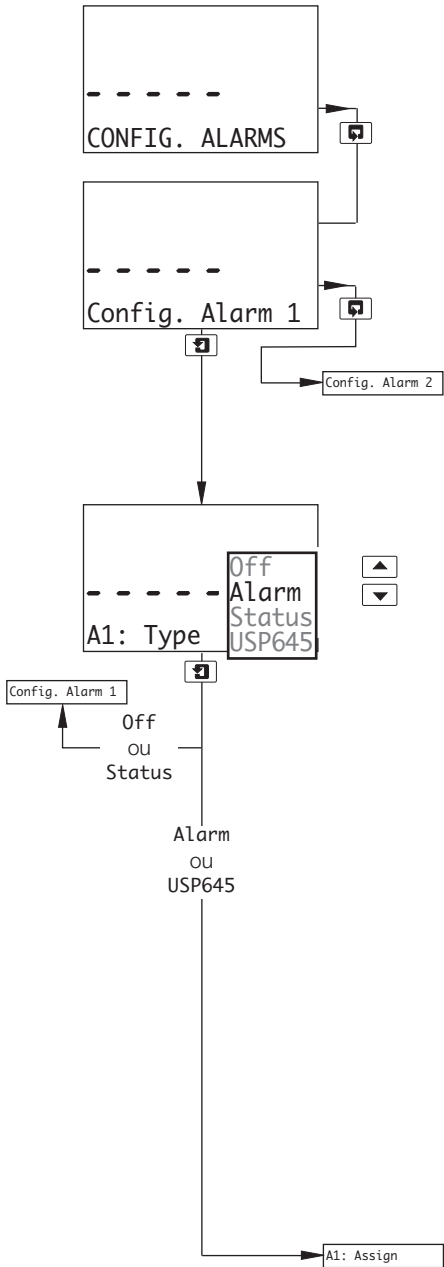 - - - - -
CONFIG. ALARMS
- - - - -
Config. Alarm 1
Config. Alarm 2
- - - - -
A1: Type
Off
Alarm
Status
USP645
Config. Alarm 1
Off
ou
Status
Alarm
ou
USP645
A1: Assign